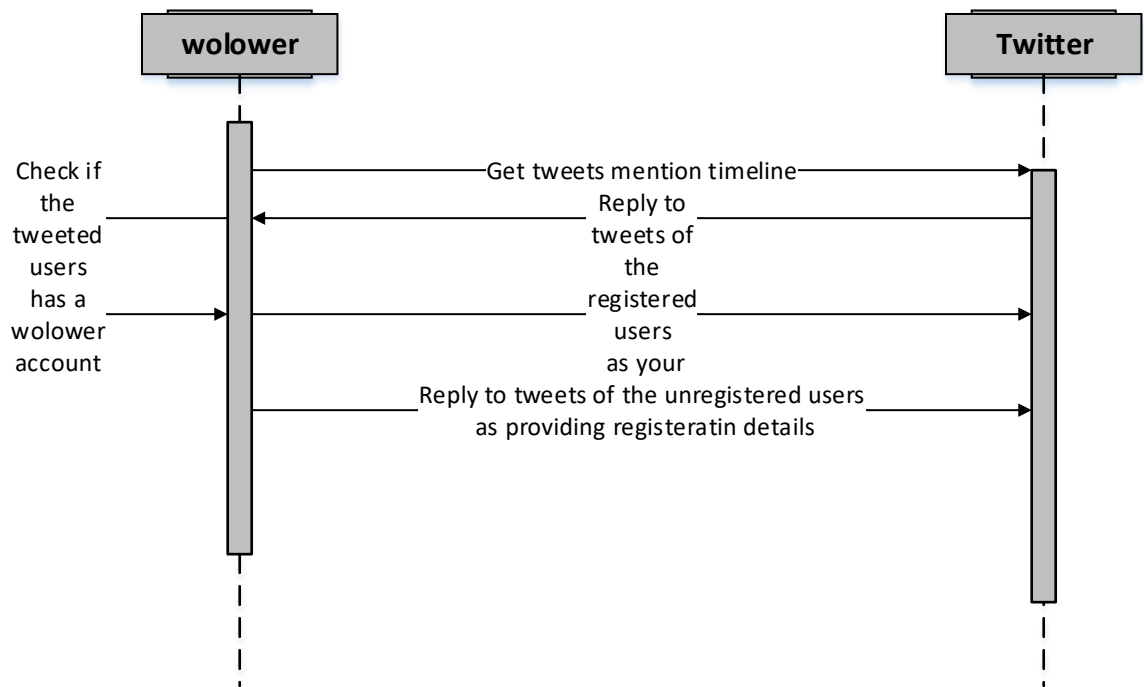 wolower
Twitter
Get tweets mention timeline
Check if
the
tweeted
users
has a
wolower
account
Reply to
tweets of
the
registered
users
as your
Reply to tweets of the unregistered users
as providing registeratin details